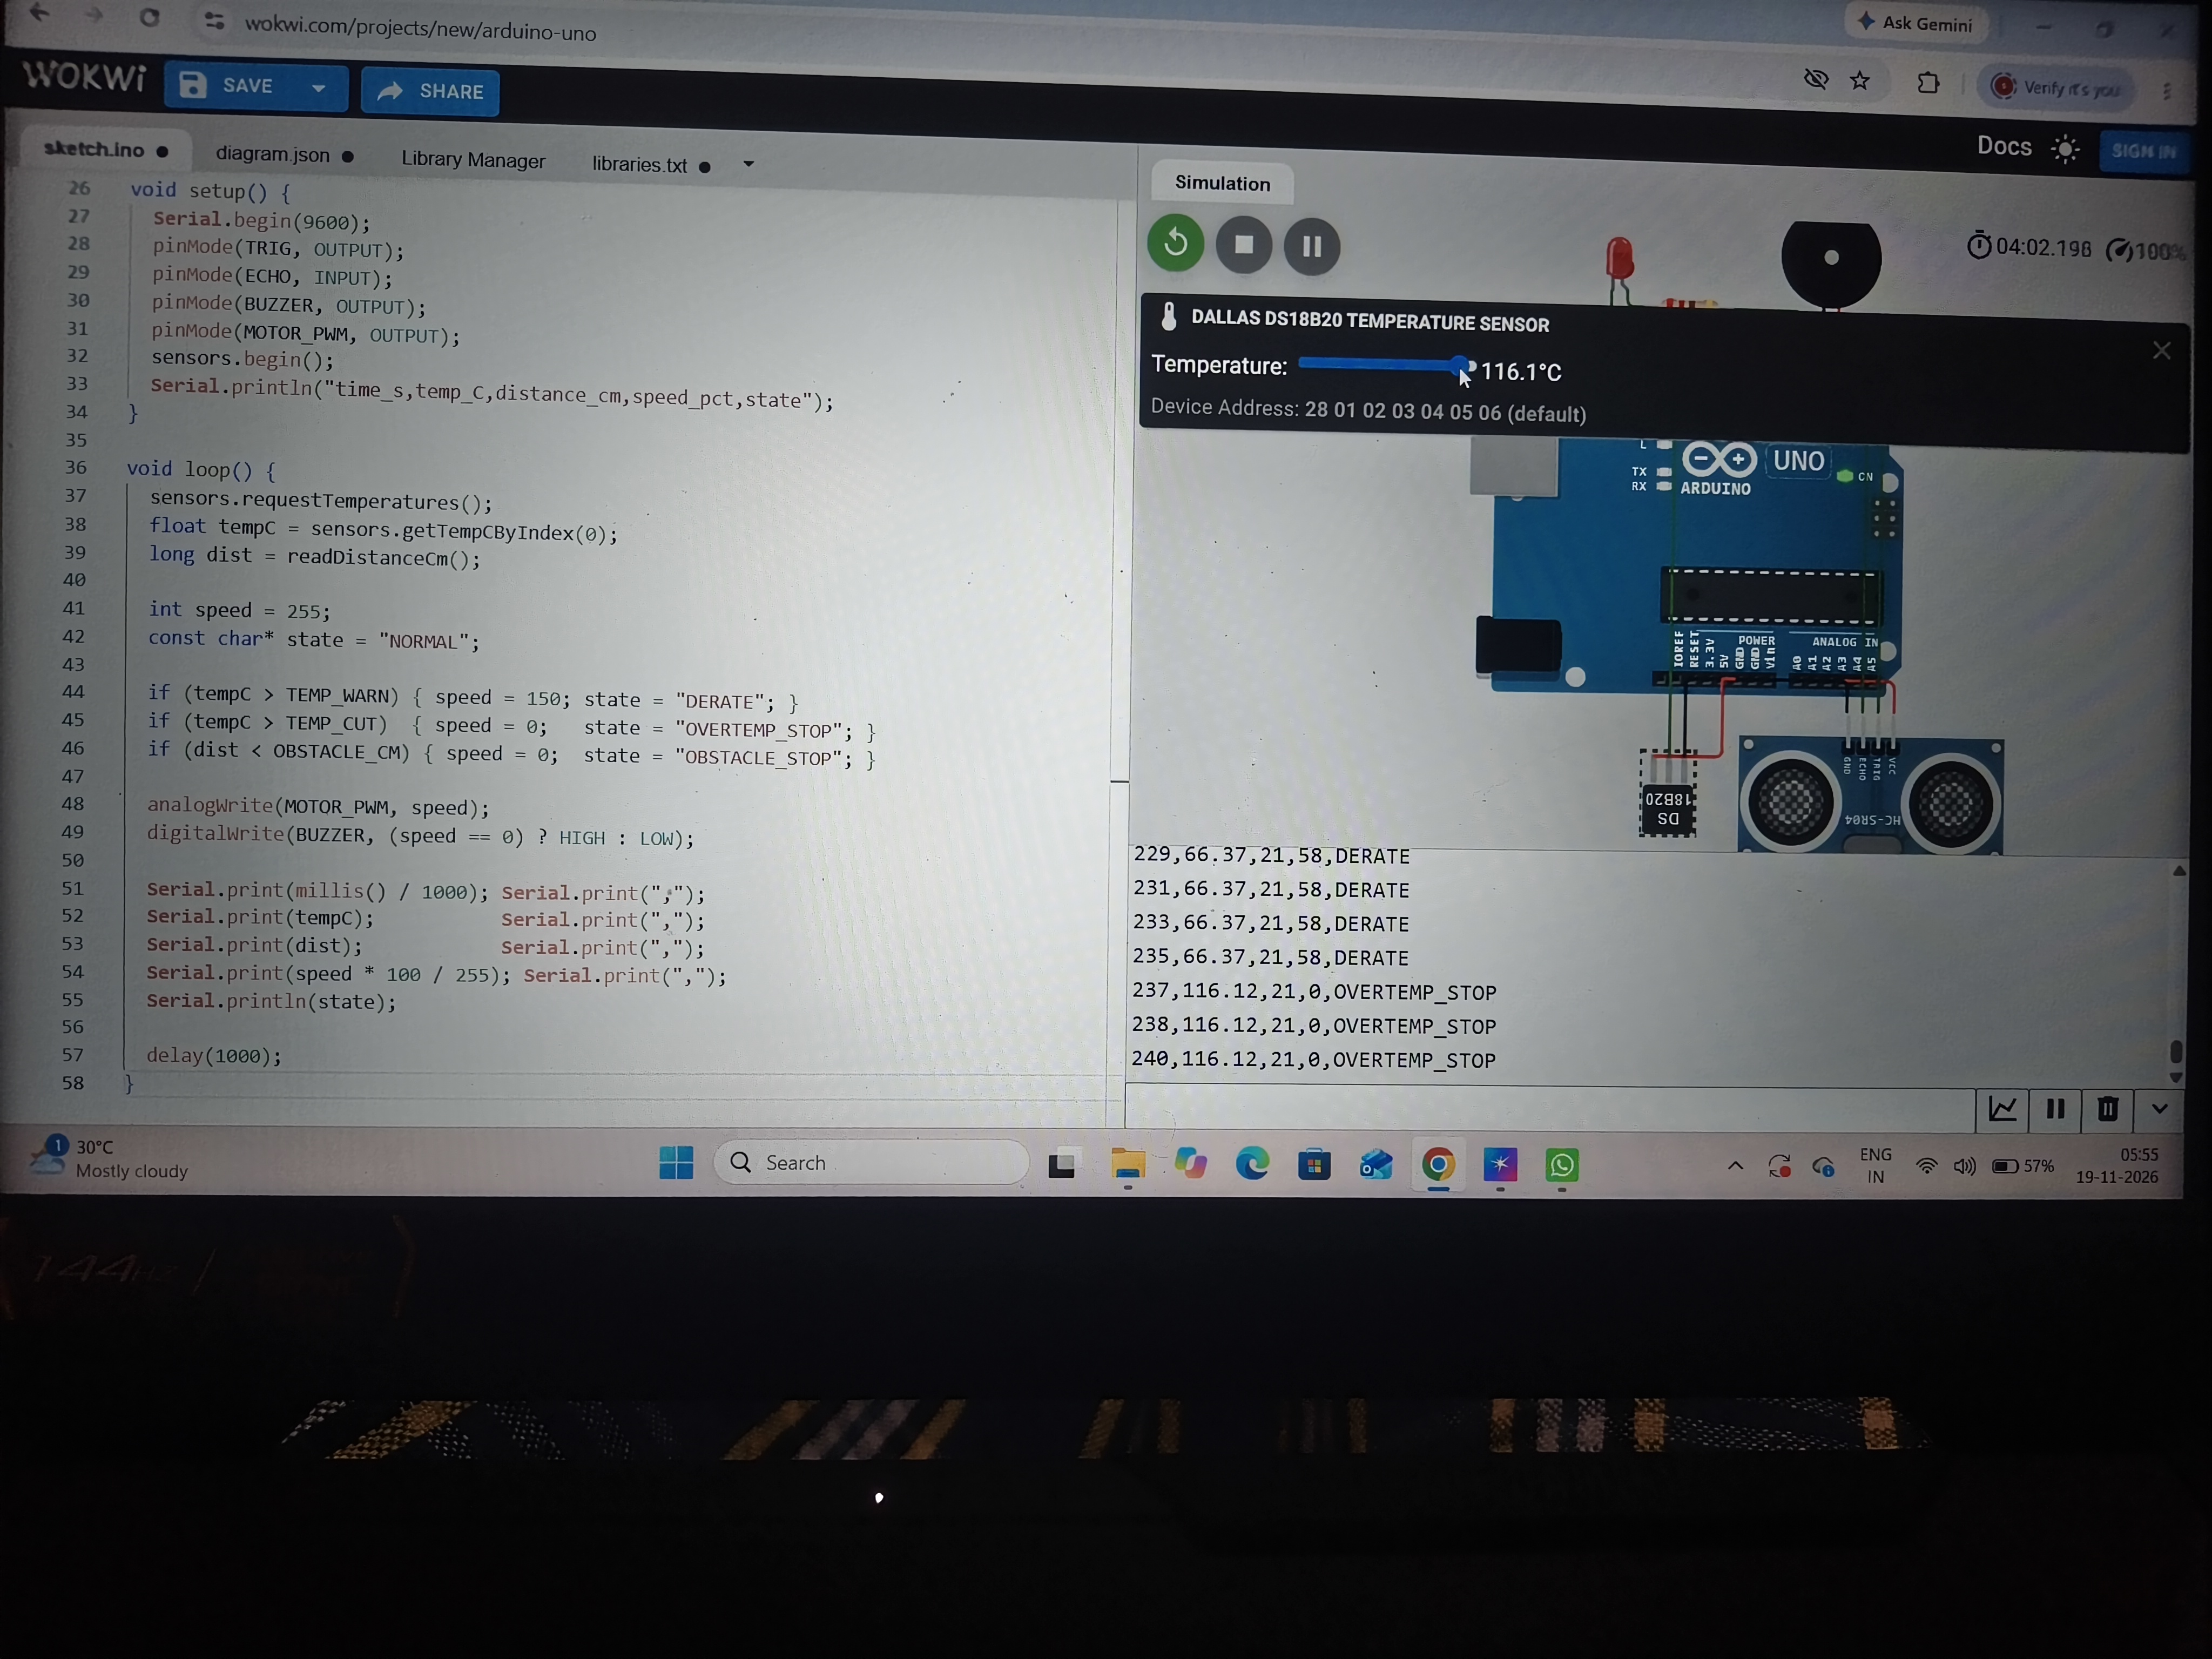 wokwi.com/projects/new/arduino-uno
Ask Gemini
WOKWi
SAVE
SHARE
Verify it's you
sketch.ino ●
diagram.json ●
Library Manager
libraries.txt ●
Docs
SIGN IN
26 void setup() {
27 Serial.begin(9600);
28 pinMode(TRIG, OUTPUT);
29 pinMode(ECHO, INPUT);
30 pinMode(BUZZER, OUTPUT);
31 pinMode(MOTOR_PWM, OUTPUT);
32 sensors.begin();
33 Serial.println("time_s,temp_C,distance_cm,speed_pct,state");
34 }
35
36 void loop() {
37 sensors.requestTemperatures();
38 float tempC = sensors.getTempCByIndex(0);
39 long dist = readDistanceCm();
40
41 int speed = 255;
42 const char* state = "NORMAL";
43
44 if (tempC > TEMP_WARN) { speed = 150; state = "DERATE"; }
45 if (tempC > TEMP_CUT) { speed = 0; state = "OVERTEMP_STOP"; }
46 if (dist < OBSTACLE_CM) { speed = 0; state = "OBSTACLE_STOP"; }
47
48 analogWrite(MOTOR_PWM, speed);
49 digitalWrite(BUZZER, (speed == 0) ? HIGH : LOW);
50
51 Serial.print(millis() / 1000); Serial.print(",");
52 Serial.print(tempC); Serial.print(",");
53 Serial.print(dist); Serial.print(",");
54 Serial.print(speed * 100 / 255); Serial.print(",");
55 Serial.println(state);
56
57 delay(1000);
58 }
Simulation
04:02.198 100%
DALLAS DS18B20 TEMPERATURE SENSOR
Temperature: 116.1°C
Device Address: 28 01 02 03 04 05 06 (default)
L
TX
RX
UNO
ARDUINO
IOREF
RESET
3.3V
5V
GND
GND
Vin
POWER
ANALOG IN
A0
A1
A2
A3
A4
A5
DS
18B20
GND
ECHO
TRIG
VCC
HC-SR04
229,66.37,21,58,DERATE
231,66.37,21,58,DERATE
233,66.37,21,58,DERATE
235,66.37,21,58,DERATE
237,116.12,21,0,OVERTEMP_STOP
238,116.12,21,0,OVERTEMP_STOP
240,116.12,21,0,OVERTEMP_STOP
1
30°C
Mostly cloudy
Search
ENG
IN
57%
05:55
19-11-2026
144Hz